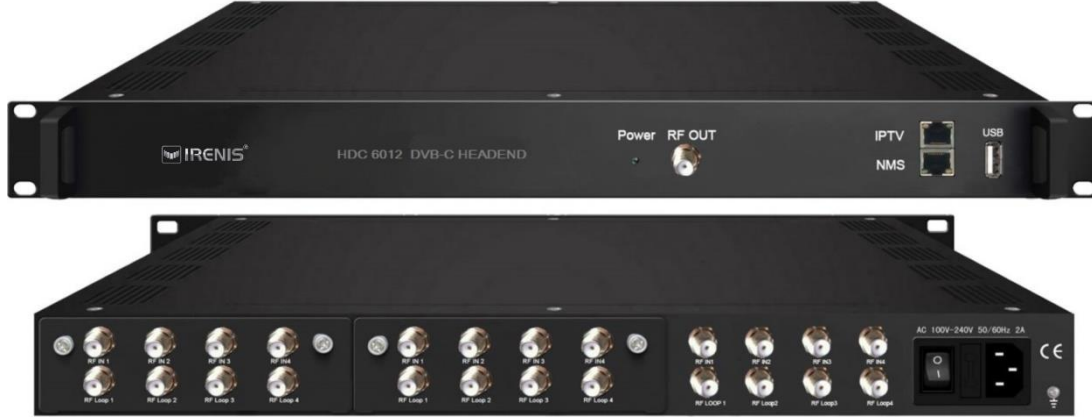 IRENIS®
HDC 6012 DVB-C HEADEND
Power RF OUT
IPTV
NMS
USB
RF IN 1 RF IN 2 RF IN 3 RF IN4
RF Loop 1 RF Loop 2 RF Loop 3 RF Loop 4
RF IN 1 RF IN 2 RF IN 3 RF IN4
RF Loop 1 RF Loop 2 RF Loop 3 RF Loop 4
RF IN1 RF IN2 RF IN3 RF IN4
RF LOOP 1 RF Loop2 RF Loop3 RF Loop4
AC 100V-240V 50/60Hz 2A
O
I
CE